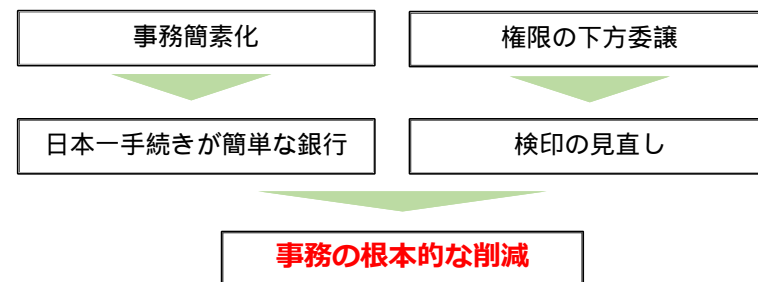 事務簡素化
権限の下方委譲
日本一手続きが簡単な銀行
検印の見直し
事務の根本的な削減